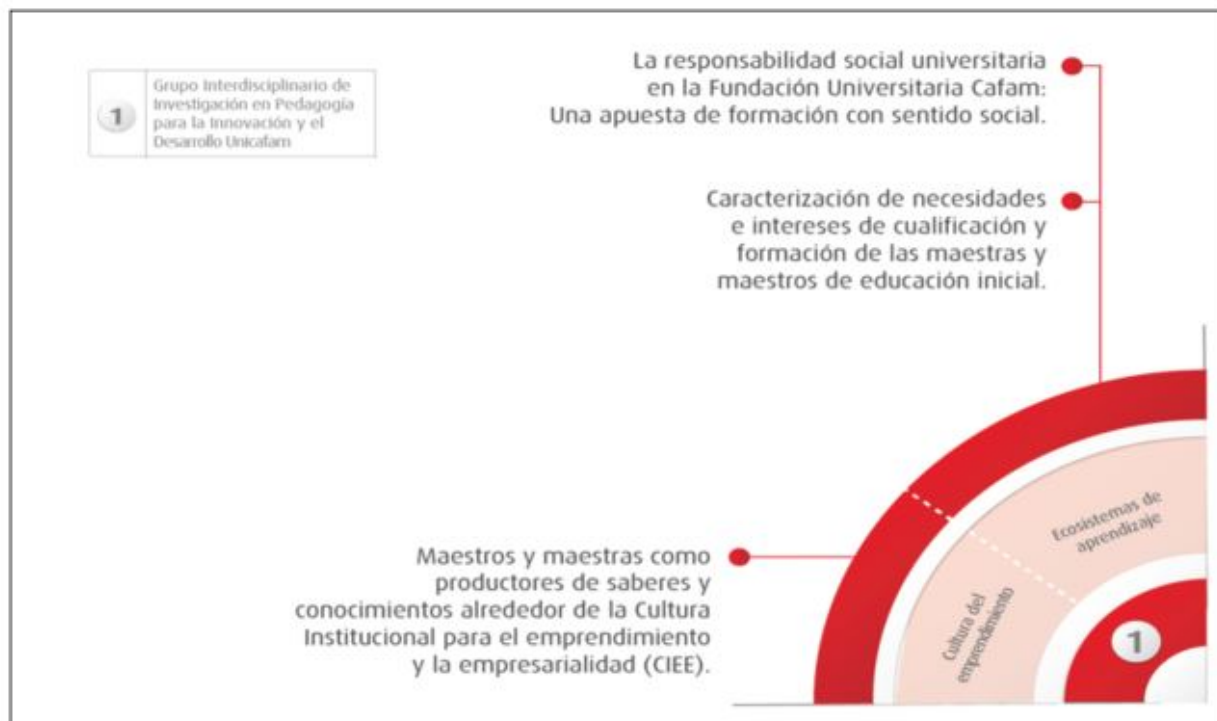 1
Grupo Interdisciplinario de
Investigación en Pedagogía
para la Innovación y el
Desarrollo Unicafam
La responsabilidad social universitaria
en la Fundación Universitaria Cafam:
Una apuesta de formación con sentido social.
Caracterización de necesidades
e intereses de cualificación y
formación de las maestras y
maestros de educación inicial.
Ecosistemas de
aprendizaje
Maestros y maestras como
productores de saberes y
conocimientos alrededor de la Cultura
Institucional para el emprendimiento
y la empresarialidad (CIEE).
Cultura del
emprendimiento
1